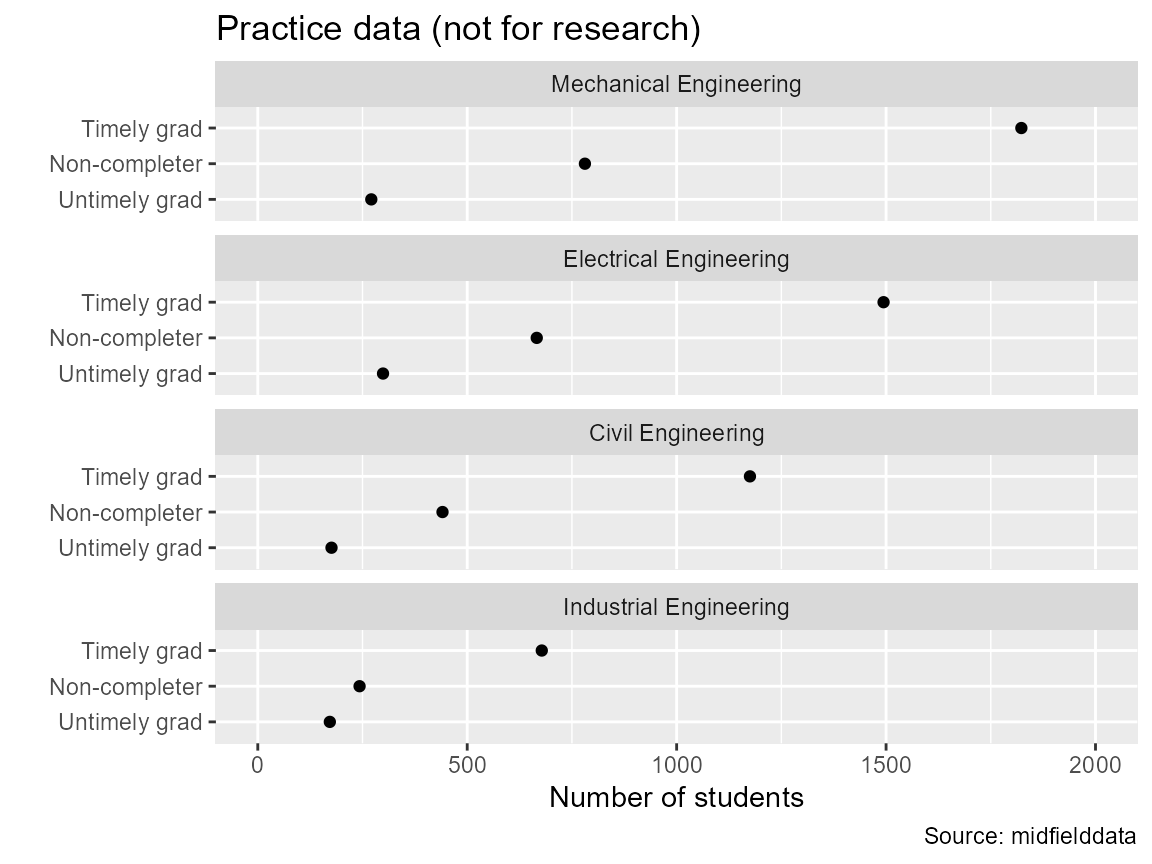 Practice data (not for research)
Mechanical Engineering
Timely grad
Non-completer
Untimely grad
Electrical Engineering
Timely grad
Non-completer
Untimely grad
Civil Engineering
Timely grad
Non-completer
Untimely grad
Industrial Engineering
Timely grad
Non-completer
Untimely grad
0 500 1000 1500 2000
Number of students
Source: midfielddata